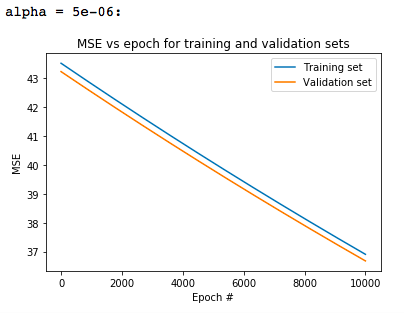 alpha = 5e-06:
MSE vs epoch for training and validation sets
Training set
Validation set
43
42
41
40
39
38
37
MSE
0 2000 4000 6000 8000 10000
Epoch #